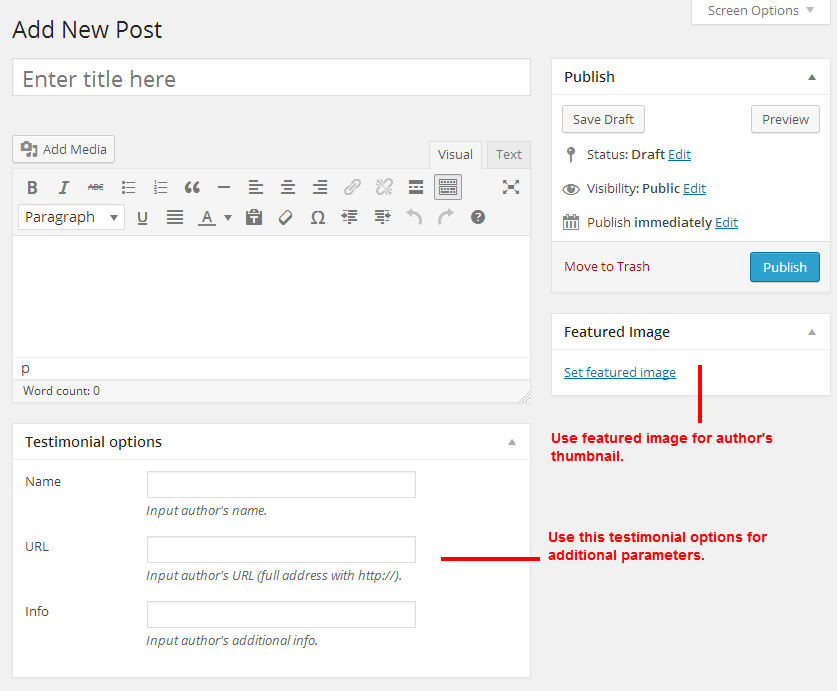 Screen Options
Add New Post
Enter title here
Add Media
Visual
Text
B I ABC
Paragraph U A Ω ?
p
Word count: 0
Testimonial options
Name
Input author's name.
URL
Input author's URL (full address with http://).
Info
Input author's additional info.
Publish
Save Draft
Preview
Status: Draft Edit
Visibility: Public Edit
Publish immediately Edit
Move to Trash
Publish
Featured Image
Set featured image
Use featured image for author's
thumbnail.
Use this testimonial options for
additional parameters.